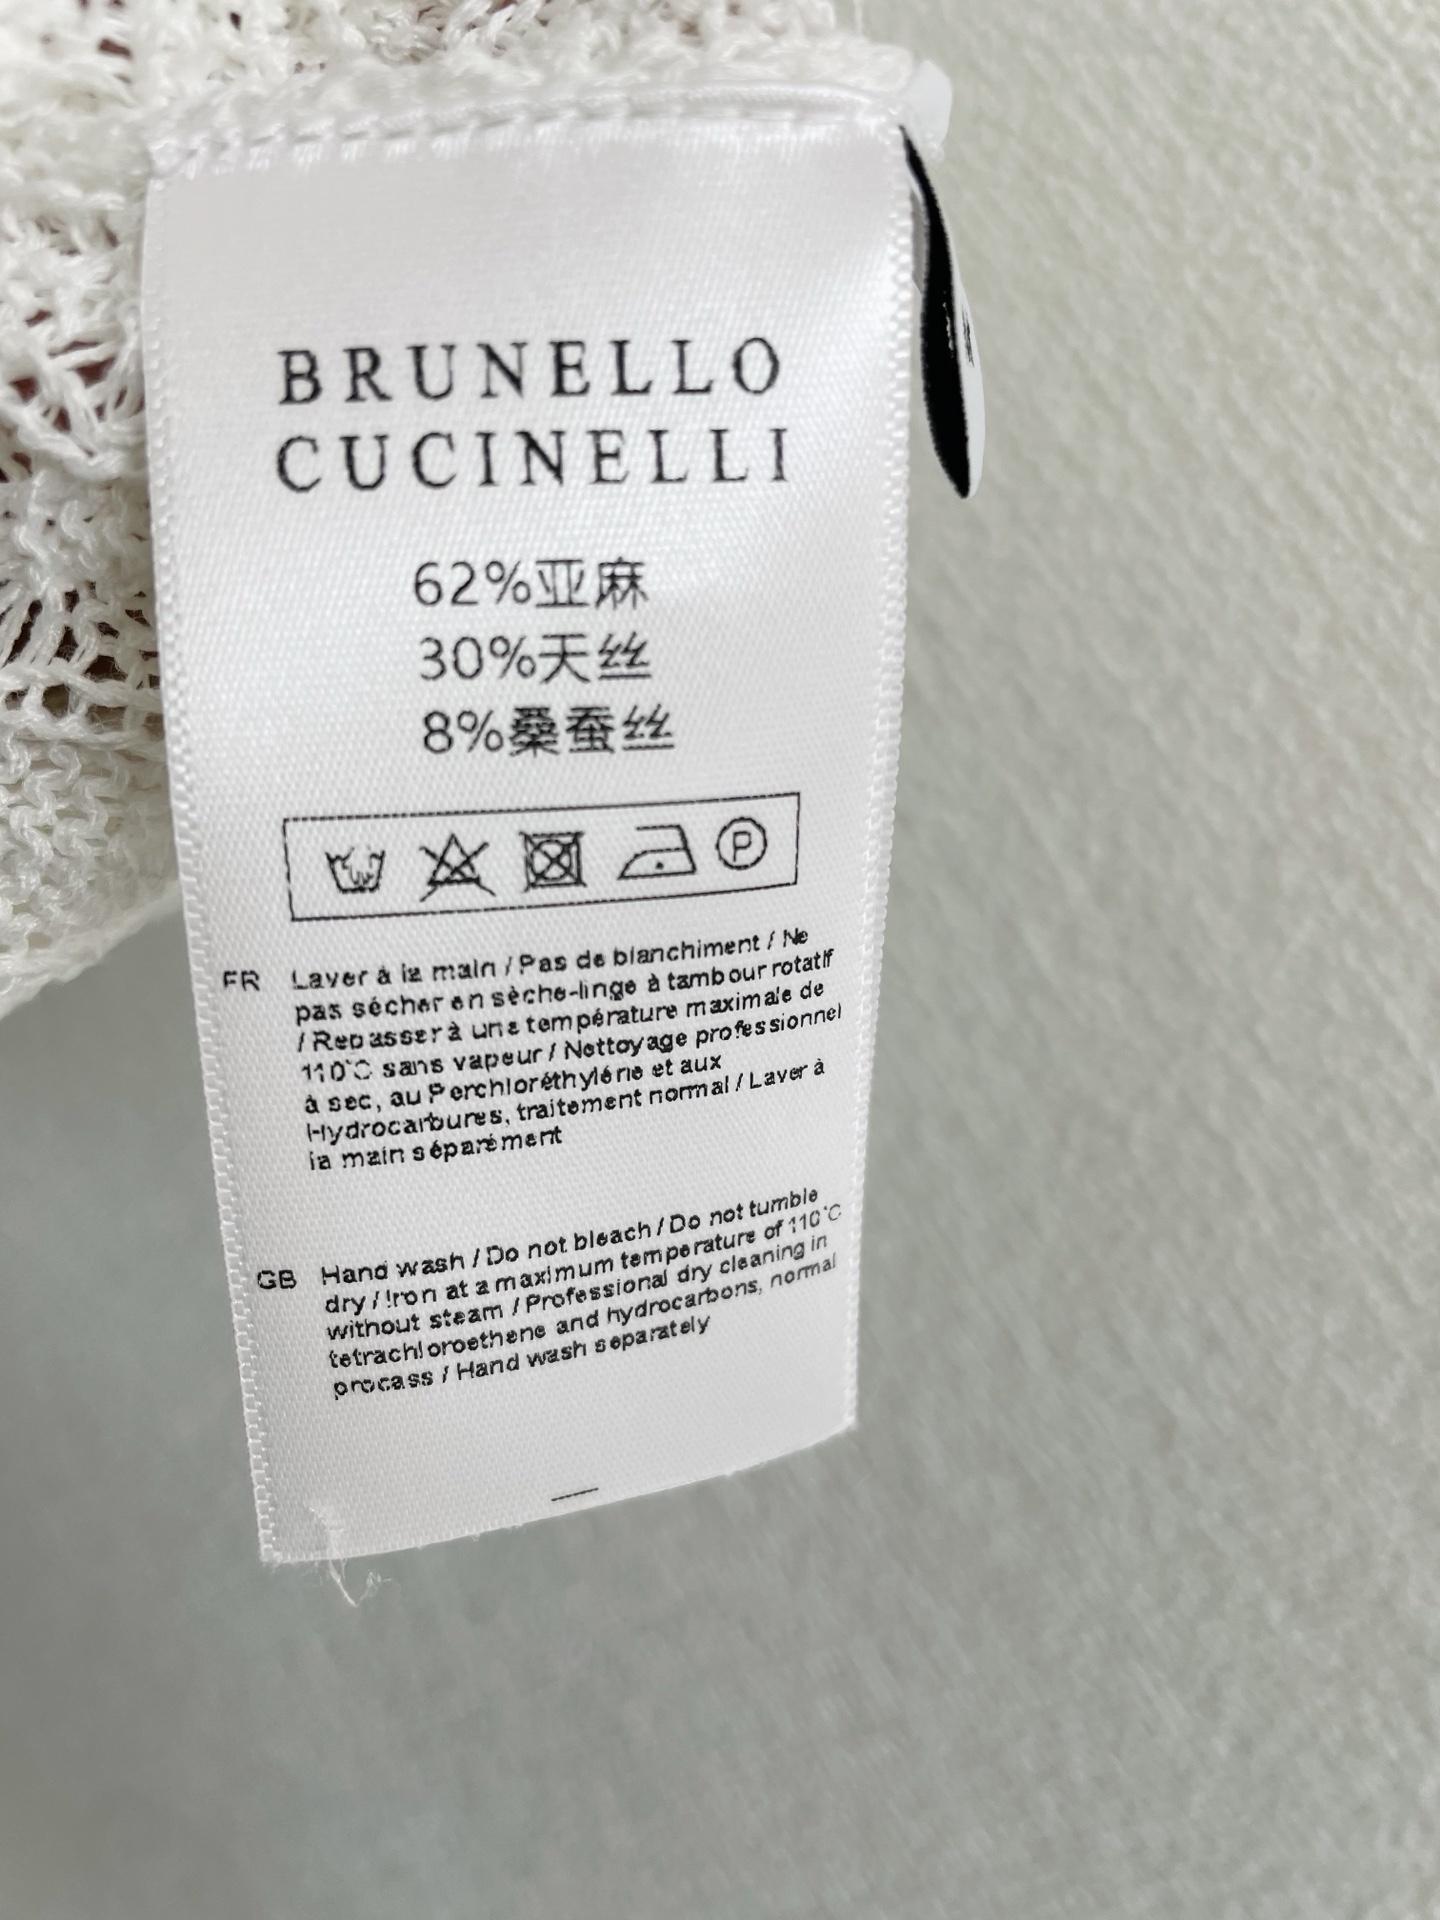 BRUNELLO
CUCINELLI
62%亚麻
30%天丝
8%桑蚕丝
P
FR Laver à la main / Pas de blanchiment / Ne
pas sécher en sèche-linge à tambour rotatif
/ Repasser à une température maximale de
110°C sans vapeur / Nettoyage professionnel
à sec, au Perchloréthyléne et aux
Hydrocarbures, traitement normal / Laver à
la main séparément
GB Hand wash / Do not bleach / Do not tumble
dry / Iron at a maximum temperature of 110°C
without steam / Professional dry cleaning in
tetrachloroethene and hydrocarbons, normal
procass / Hand wash separately